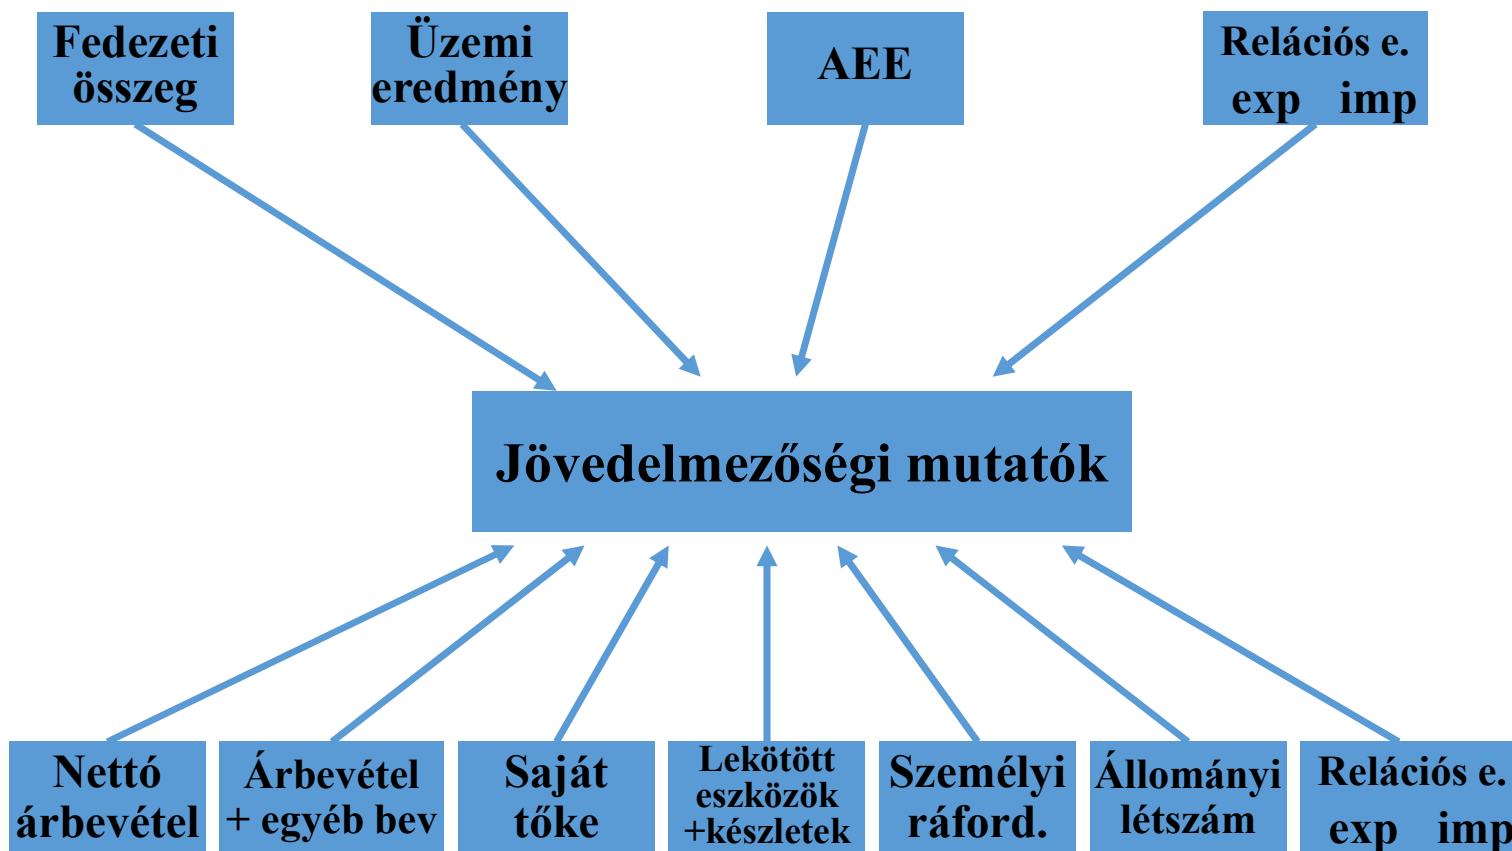 Fedezeti
összeg
Üzemi
eredmény
AEE
Relációs e.
exp imp
Jövedelmezőségi mutatók
Nettó
árbevétel
Árbevétel
+ egyéb bev
Saját
tőke
Lekötött
eszközök
+készletek
Személyi
ráford.
Állományi
létszám
Relációs e.
exp imp